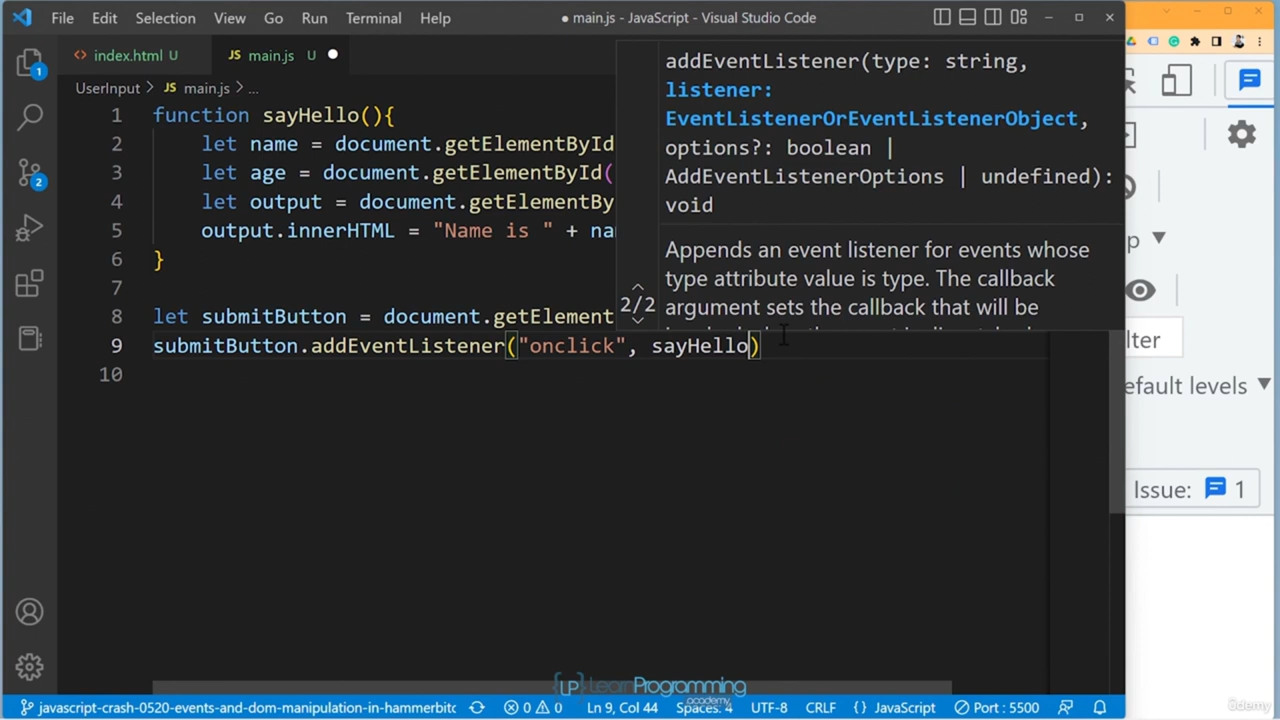 File Edit Selection View Go Run Terminal Help ● main.js - JavaScript - Visual Studio Code
<> index.html U JS main.js U ●
UserInput > JS main.js > ...
1 function sayHello(){
2 let name = document.getElementById
3 let age = document.getElementById(
4 let output = document.getElementBy
5 output.innerHTML = "Name is " + na
6 }
7
8 let submitButton = document.getElement
9 submitButton.addEventListener("onclick", sayHello)
10
addEventListener(type: string,
listener:
EventListenerOrEventListenerObject,
options?: boolean |
AddEventListenerOptions | undefined):
void
Appends an event listener for events whose
type attribute value is type. The callback
2/2 argument sets the callback that will be
1
2
p
lter
efault levels
Issue: 1
{LP} LearnProgramming
academy
javascript-crash-0520-events-and-dom-manipulation-in-hammerbitc 0 0 Ln 9, Col 44 Spaces: 4 UTF-8 CRLF {} JavaScript Port : 5500
ûdemy